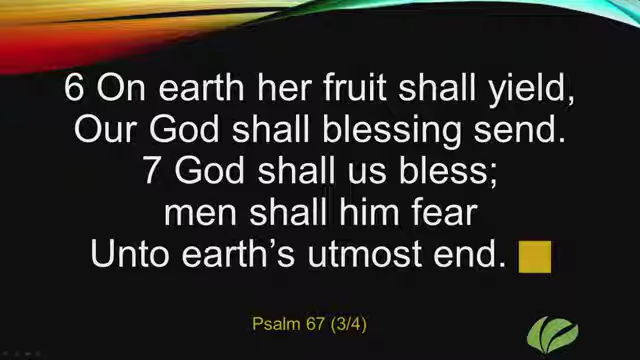 6 On earth her fruit shall yield,
Our God shall blessing send.
7 God shall us bless;
men shall him fear
Unto earth’s utmost end.
Psalm 67 (3/4)